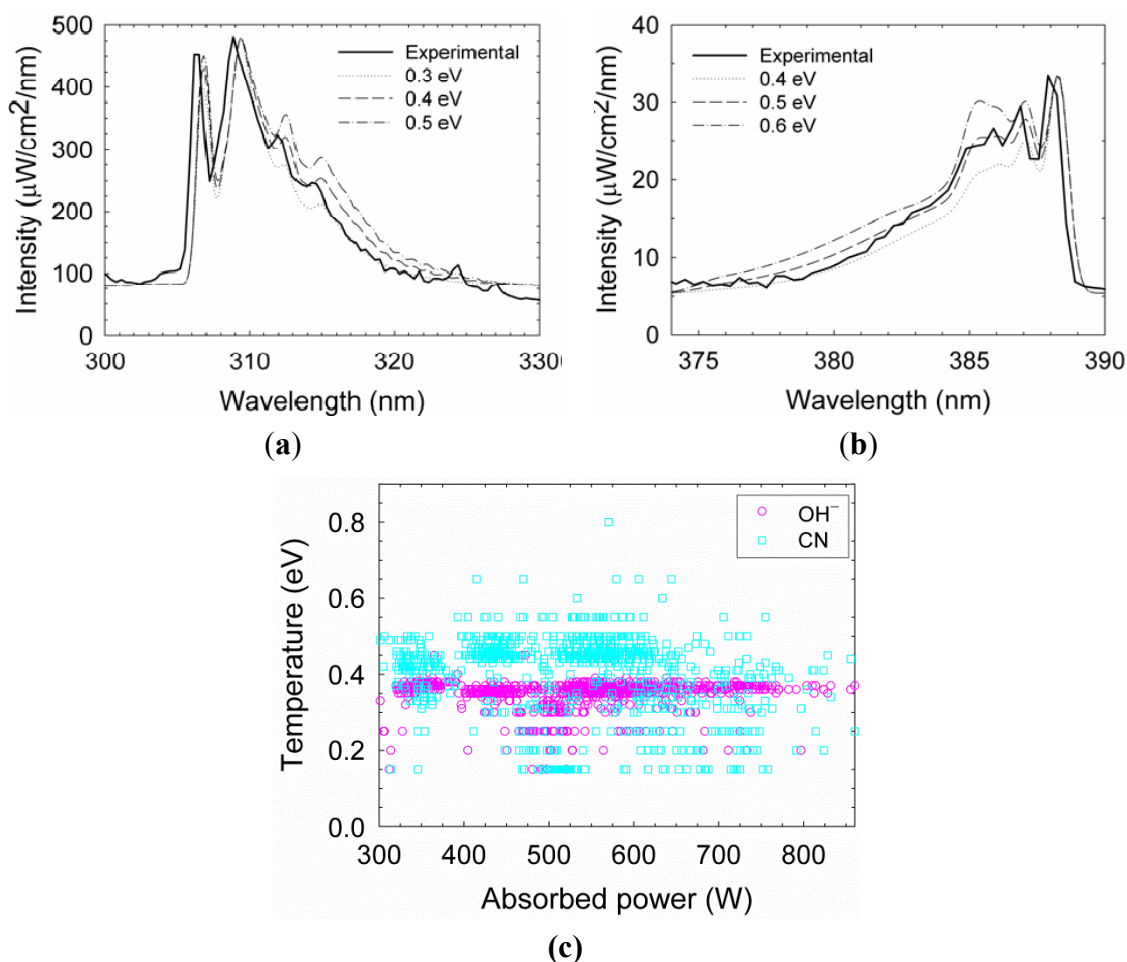 500
400
300
200
100
0
300
310
320
330
Intensity (μW/cm²/nm)
Wavelength (nm)
Experimental
0.3 eV
0.4 eV
0.5 eV
(a)
40
30
20
10
0
375
380
385
390
Intensity (μW/cm²/nm)
Wavelength (nm)
Experimental
0.4 eV
0.5 eV
0.6 eV
(b)
0.8
0.6
0.4
0.2
0.0
300
400
500
600
700
800
Temperature (eV)
Absorbed power (W)
OH⁻
CN
(c)